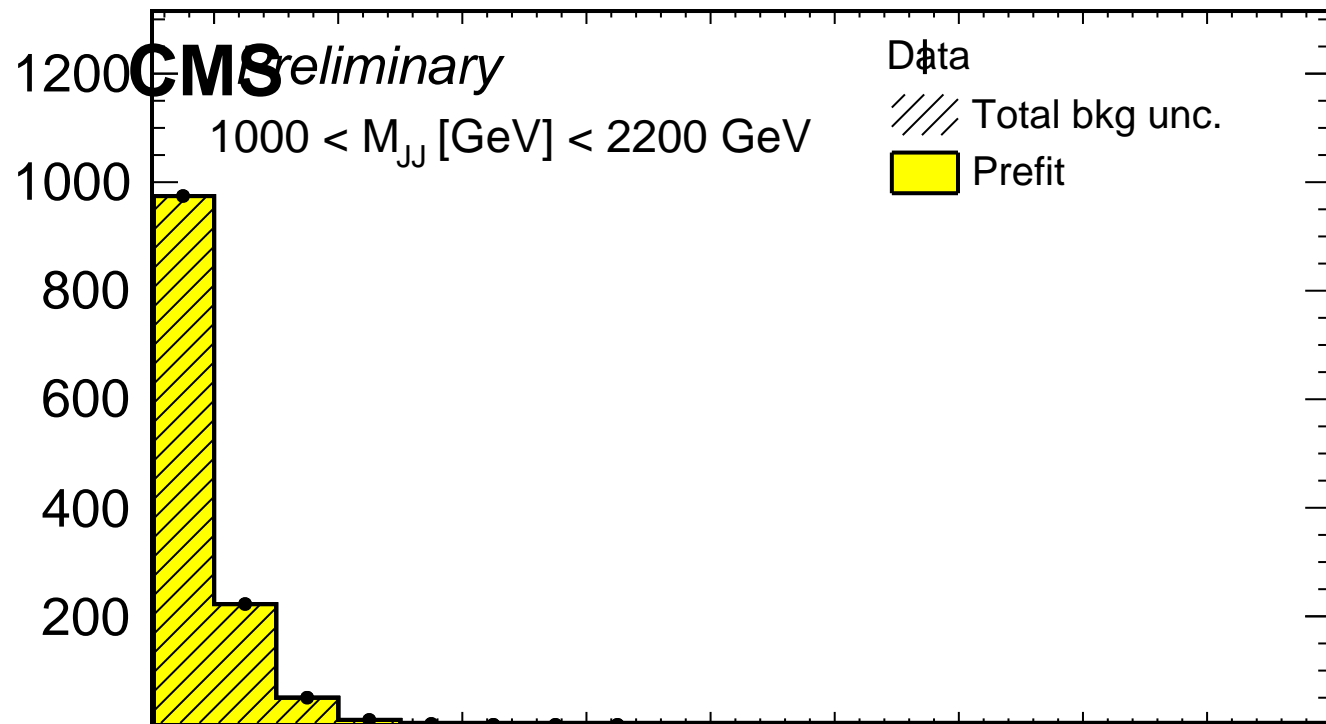 CMS Preliminary
1000 < M_JJ [GeV] < 2200 GeV
Data
Total bkg unc.
Prefit
1200
1000
800
600
400
200